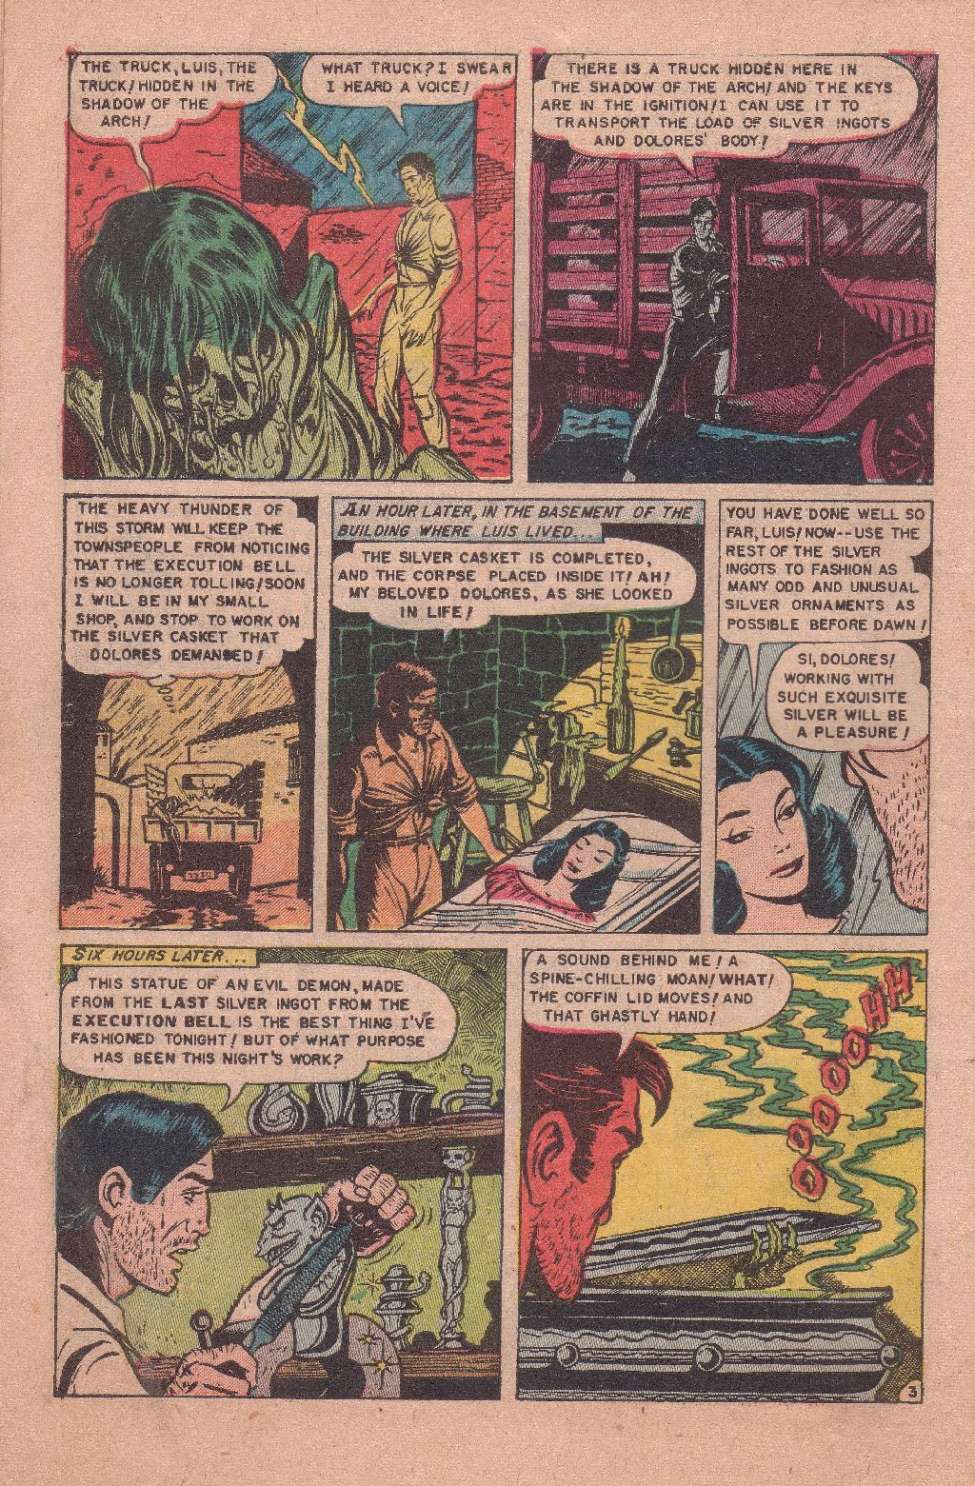 THE TRUCK, LUIS, THE
TRUCK! HIDDEN IN THE
SHADOW OF THE
ARCH!
WHAT TRUCK? I SWEAR
I HEARD A VOICE!
THERE IS A TRUCK HIDDEN HERE IN
THE SHADOW OF THE ARCH! AND THE KEYS
ARE IN THE IGNITION! I CAN USE IT TO
TRANSPORT THE LOAD OF SILVER INGOTS
AND DOLORES' BODY!
THE HEAVY THUNDER OF
THIS STORM WILL KEEP THE
TOWNSPEOPLE FROM NOTICING
THAT THE EXECUTION BELL
IS NO LONGER TOLLING! SOON
I WILL BE IN MY SMALL
SHOP, AND STOP TO WORK ON
THE SILVER CASKET THAT
DOLORES DEMANDED!
AN HOUR LATER, IN THE BASEMENT OF THE
BUILDING WHERE LUIS LIVED...
THE SILVER CASKET IS COMPLETED,
AND THE CORPSE PLACED INSIDE IT! AH!
MY BELOVED DOLORES, AS SHE LOOKED
IN LIFE!
YOU HAVE DONE WELL SO
FAR, LUIS! NOW-- USE THE
REST OF THE SILVER
INGOTS TO FASHION AS
MANY ODD AND UNUSUAL
SILVER ORNAMENTS AS
POSSIBLE BEFORE DAWN!
SI, DOLORES!
WORKING WITH
SUCH EXQUISITE
SILVER WILL BE
A PLEASURE!
SIX HOURS LATER...
THIS STATUE OF AN EVIL DEMON, MADE
FROM THE LAST SILVER INGOT FROM THE
EXECUTION BELL IS THE BEST THING I'VE
FASHIONED TONIGHT! BUT OF WHAT PURPOSE
HAS BEEN THIS NIGHT'S WORK?
A SOUND BEHIND ME! A
SPINE-CHILLING MOAN! WHAT!
THE COFFIN LID MOVES! AND
THAT GHASTLY HAND!
OOOOOHH
3